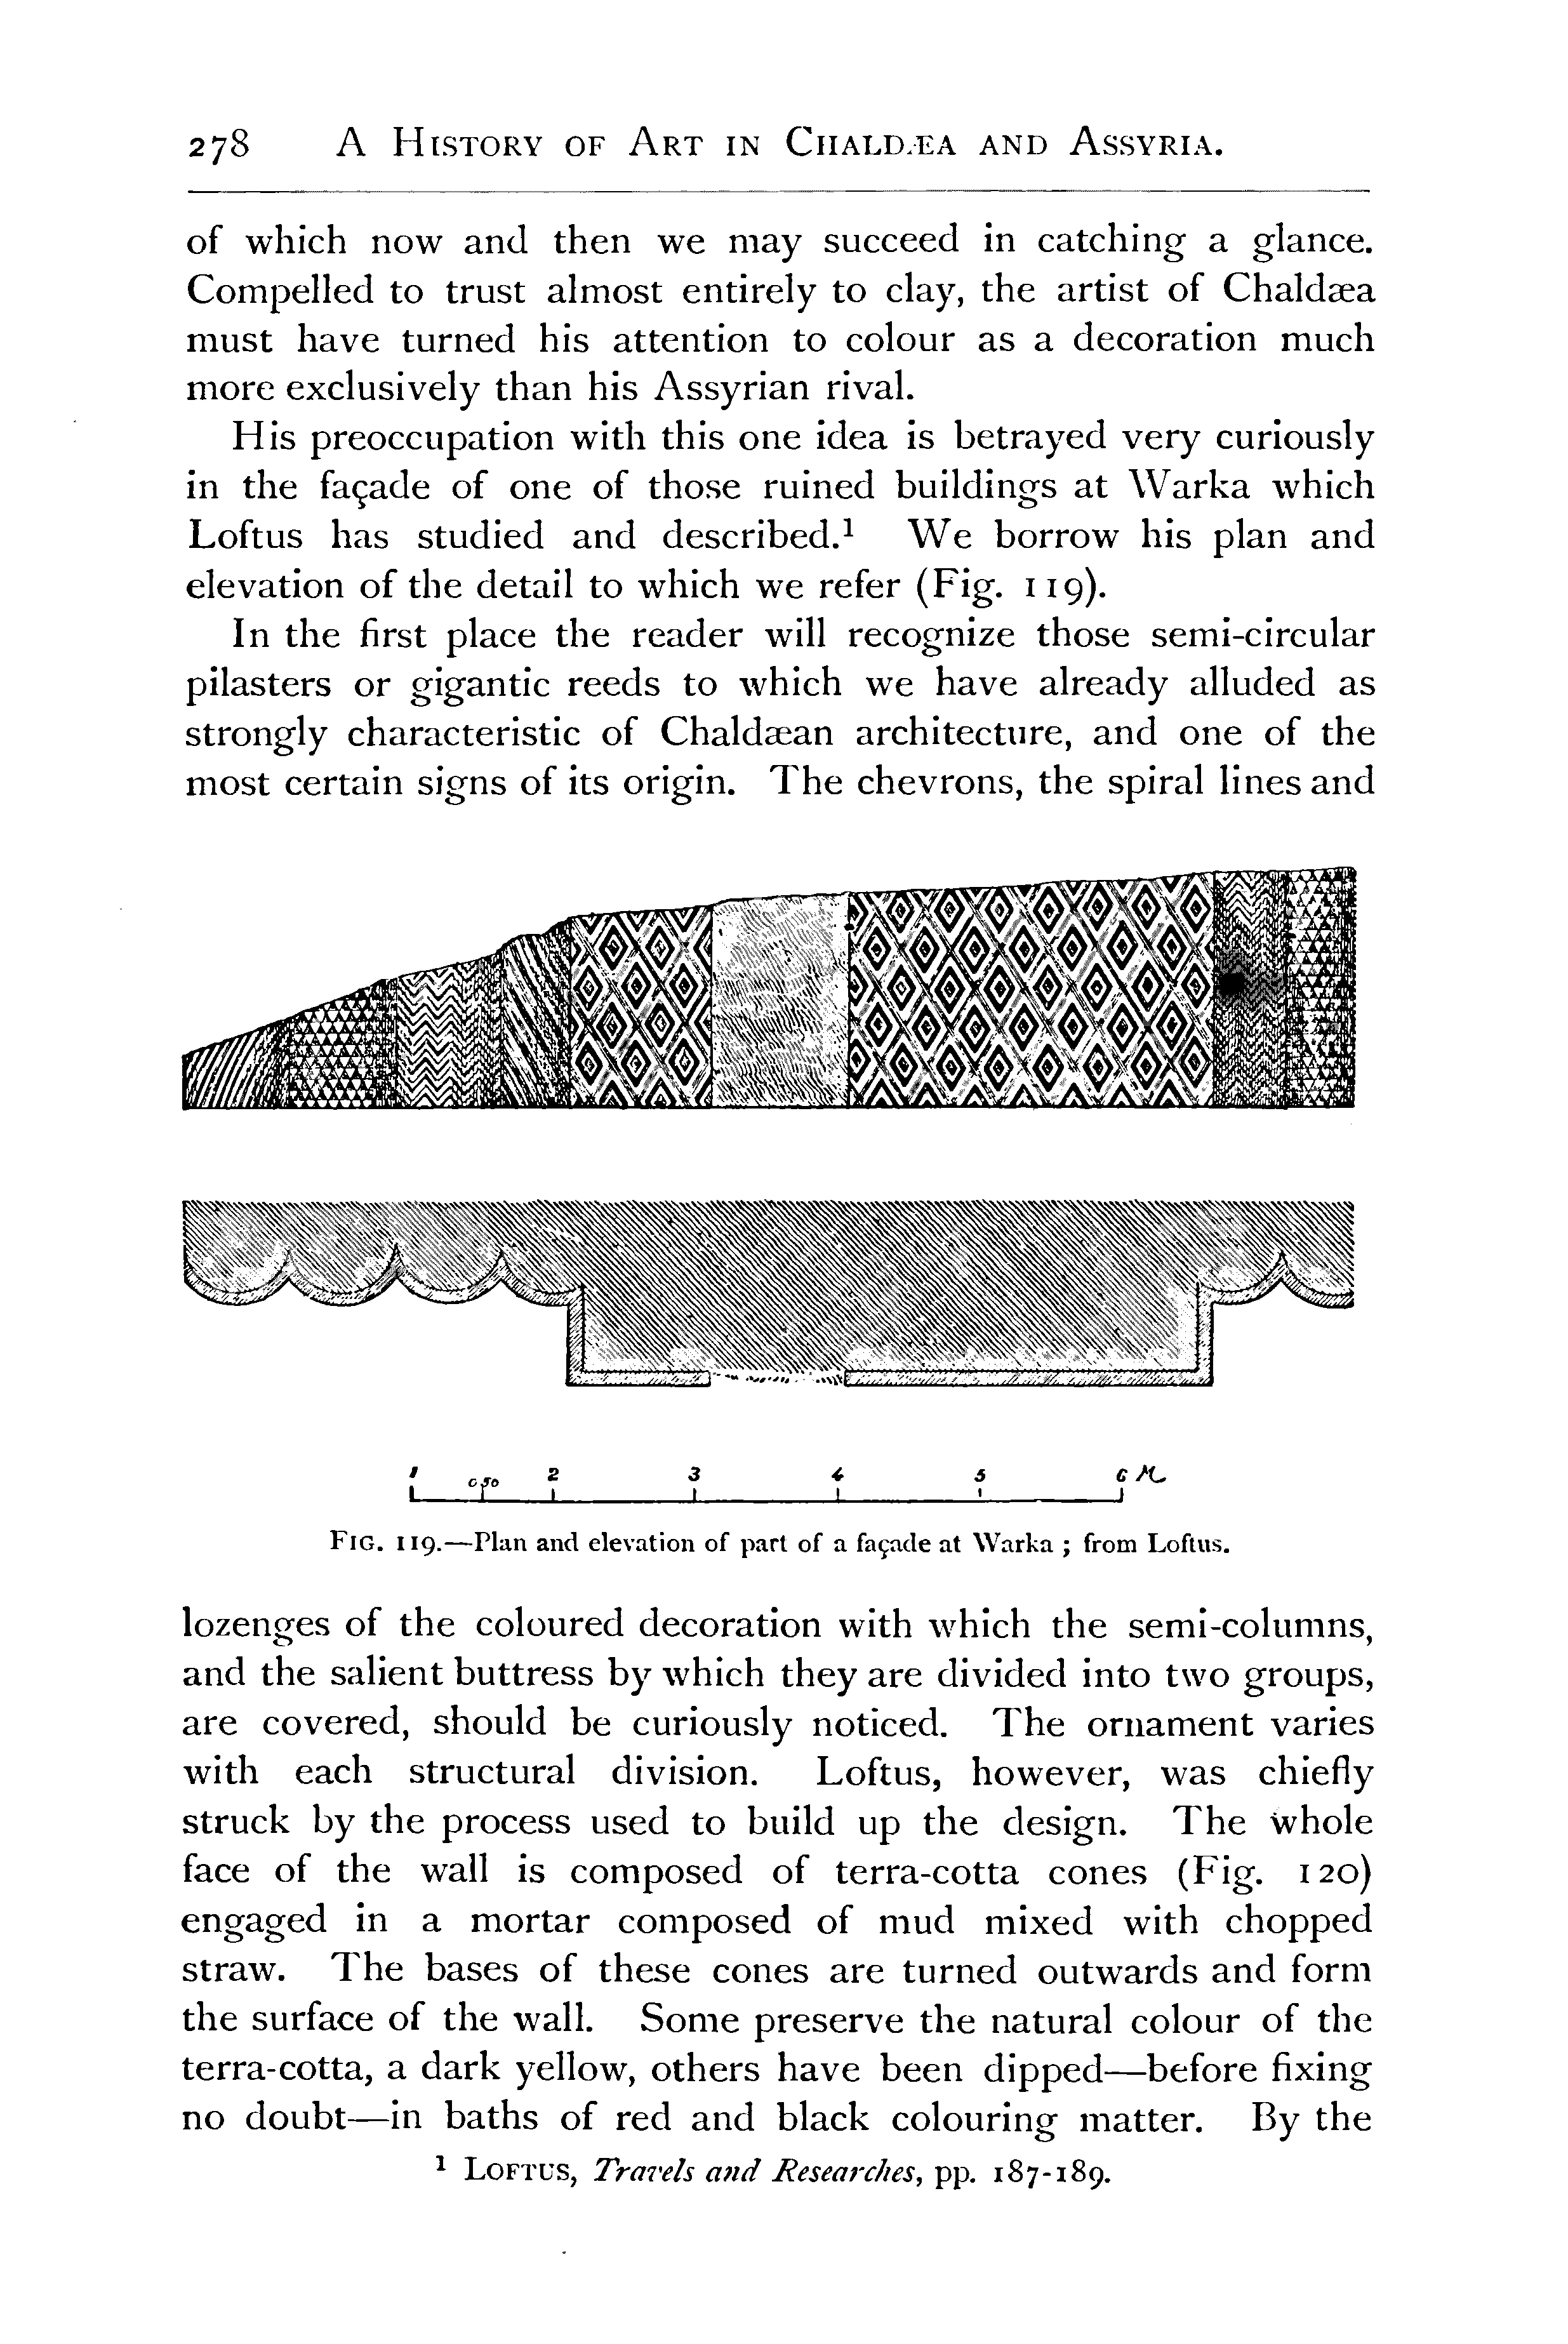 278 A History of Art in Chaldæa and Assyria.
of which now and then we may succeed in catching a glance.
Compelled to trust almost entirely to clay, the artist of Chaldæa
must have turned his attention to colour as a decoration much
more exclusively than his Assyrian rival.
His preoccupation with this one idea is betrayed very curiously
in the façade of one of those ruined buildings at Warka which
Loftus has studied and described.¹ We borrow his plan and
elevation of the detail to which we refer (Fig. 119).
In the first place the reader will recognize those semi-circular
pilasters or gigantic reeds to which we have already alluded as
strongly characteristic of Chaldæan architecture, and one of the
most certain signs of its origin. The chevrons, the spiral lines and
1 0,50 2 3 4 5 6 M.
Fig. 119.—Plan and elevation of part of a façade at Warka ; from Loftus.
lozenges of the coloured decoration with which the semi-columns,
and the salient buttress by which they are divided into two groups,
are covered, should be curiously noticed. The ornament varies
with each structural division. Loftus, however, was chiefly
struck by the process used to build up the design. The whole
face of the wall is composed of terra-cotta cones (Fig. 120)
engaged in a mortar composed of mud mixed with chopped
straw. The bases of these cones are turned outwards and form
the surface of the wall. Some preserve the natural colour of the
terra-cotta, a dark yellow, others have been dipped—before fixing
no doubt—in baths of red and black colouring matter. By the
¹ Loftus, Travels and Researches, pp. 187-189.